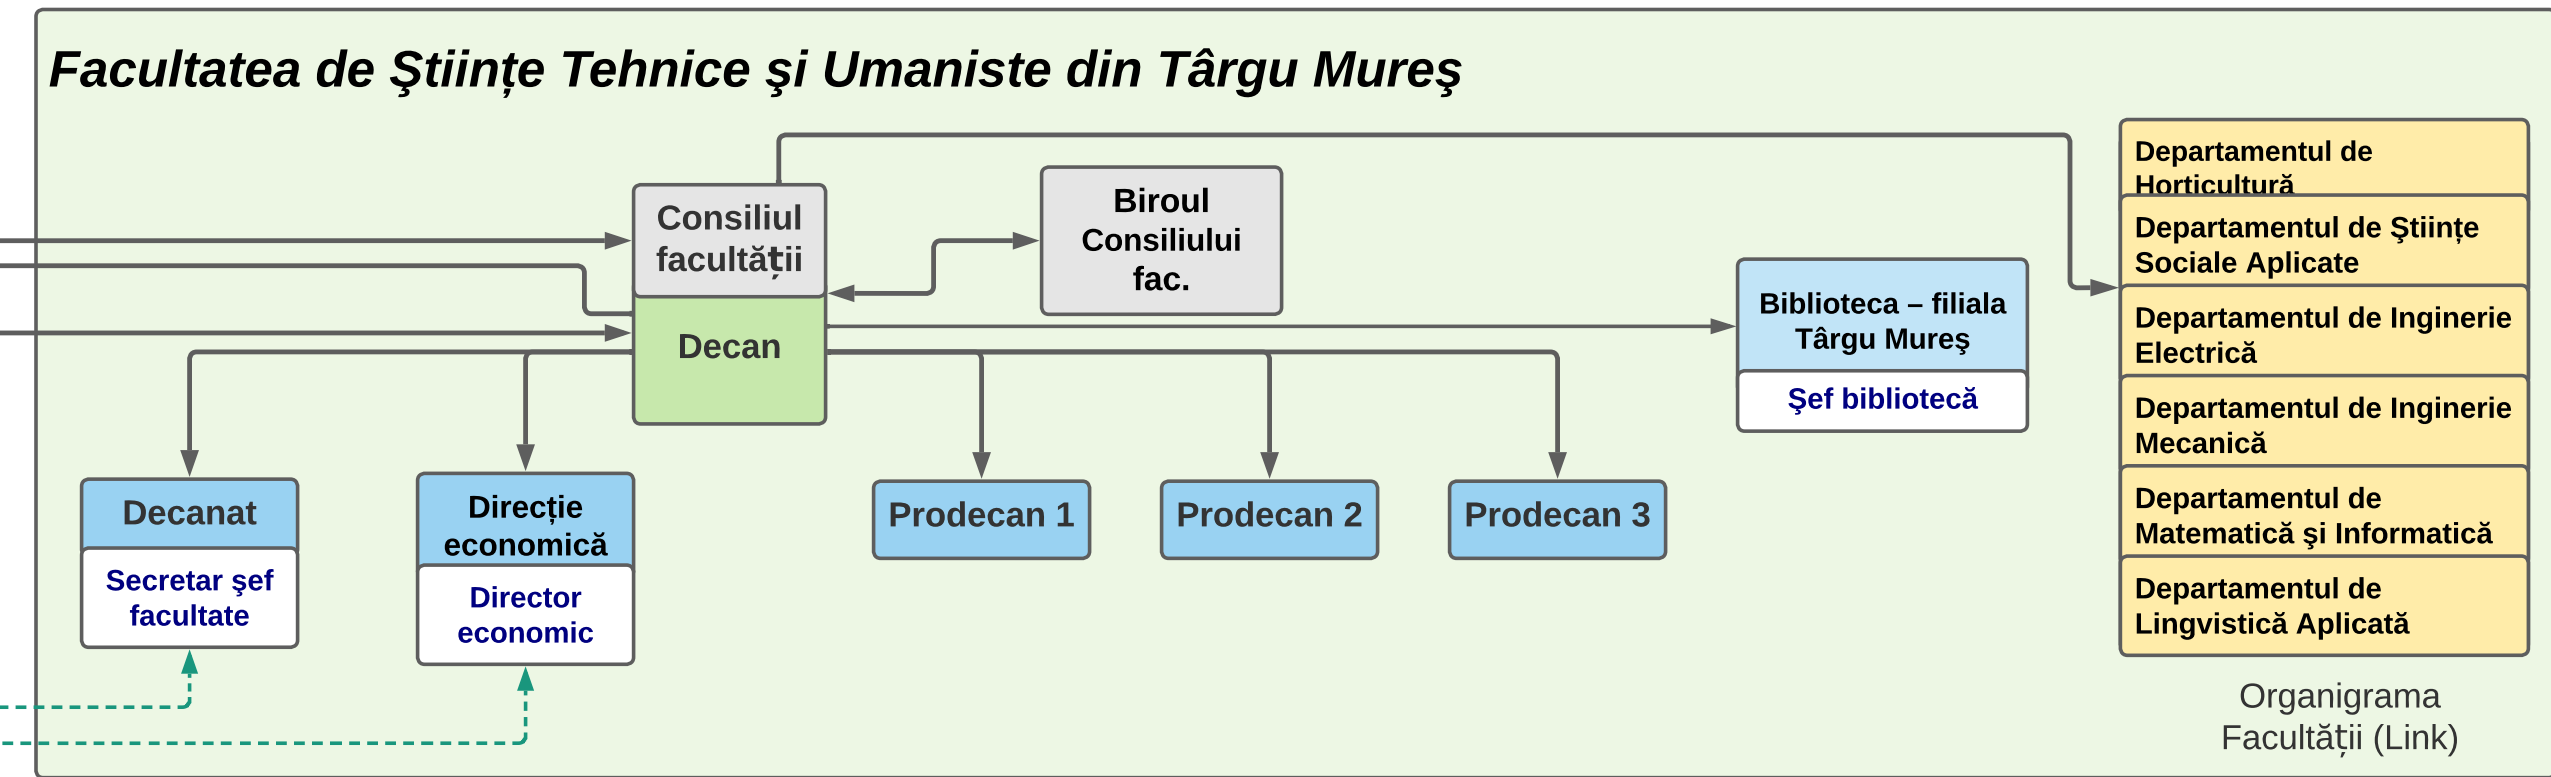 Facultatea de Ştiințe Tehnice şi Umaniste din Târgu Mureş
Consiliul
facultății
Decan
Biroul
Consiliului
fac.
Biblioteca – filiala
Târgu Mureş
Şef bibliotecă
Decanat
Secretar şef
facultate
Direcție
economică
Director
economic
Prodecan 1
Prodecan 2
Prodecan 3
Departamentul de
Horticultură
Departamentul de Ştiințe
Sociale Aplicate
Departamentul de Inginerie
Electrică
Departamentul de Inginerie
Mecanică
Departamentul de
Matematică şi Informatică
Departamentul de
Lingvistică Aplicată
Organigrama
Facultății (Link)